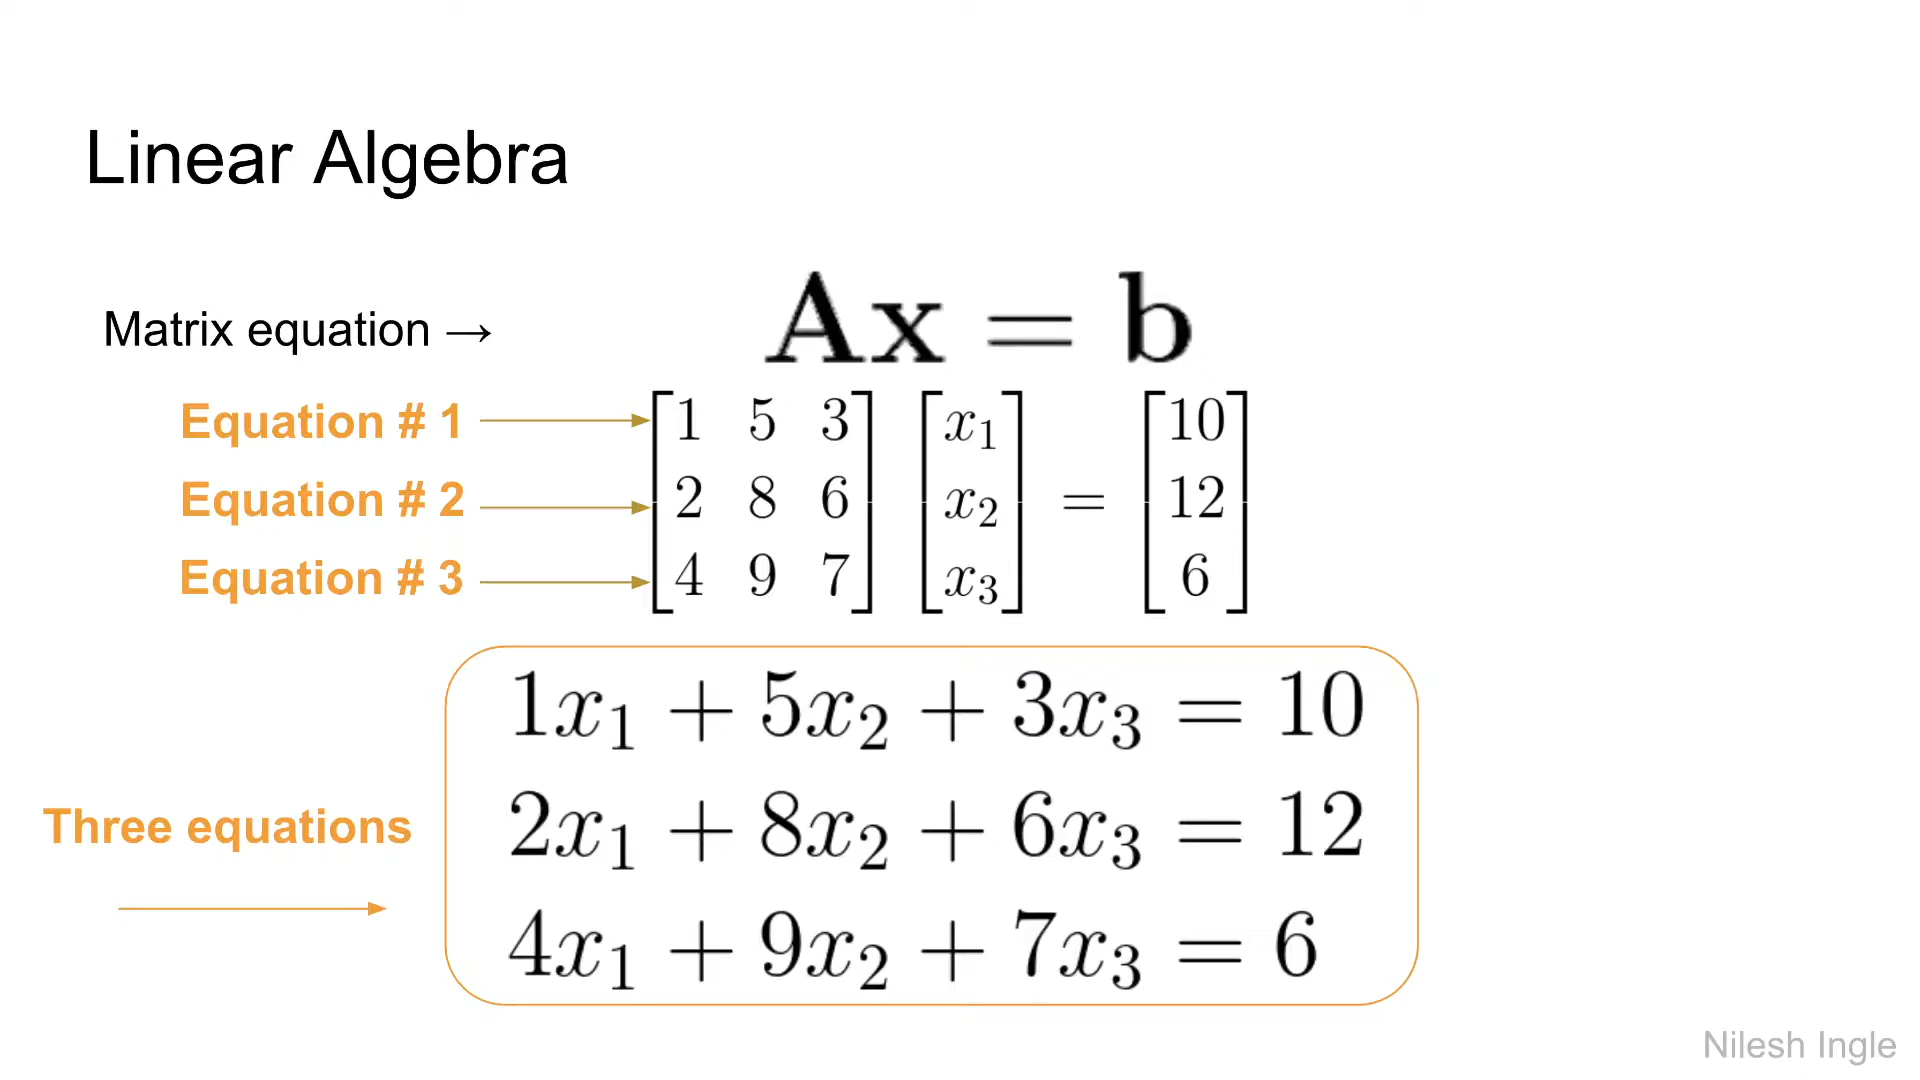 Linear Algebra
Matrix equation → Ax = b
Equation # 1 [1 5 3] [x₁] [10]
Equation # 2 [2 8 6] [x₂] = [12]
Equation # 3 [4 9 7] [x₃] [6]
1x₁ + 5x₂ + 3x₃ = 10
Three equations 2x₁ + 8x₂ + 6x₃ = 12
4x₁ + 9x₂ + 7x₃ = 6
Nilesh Ingle